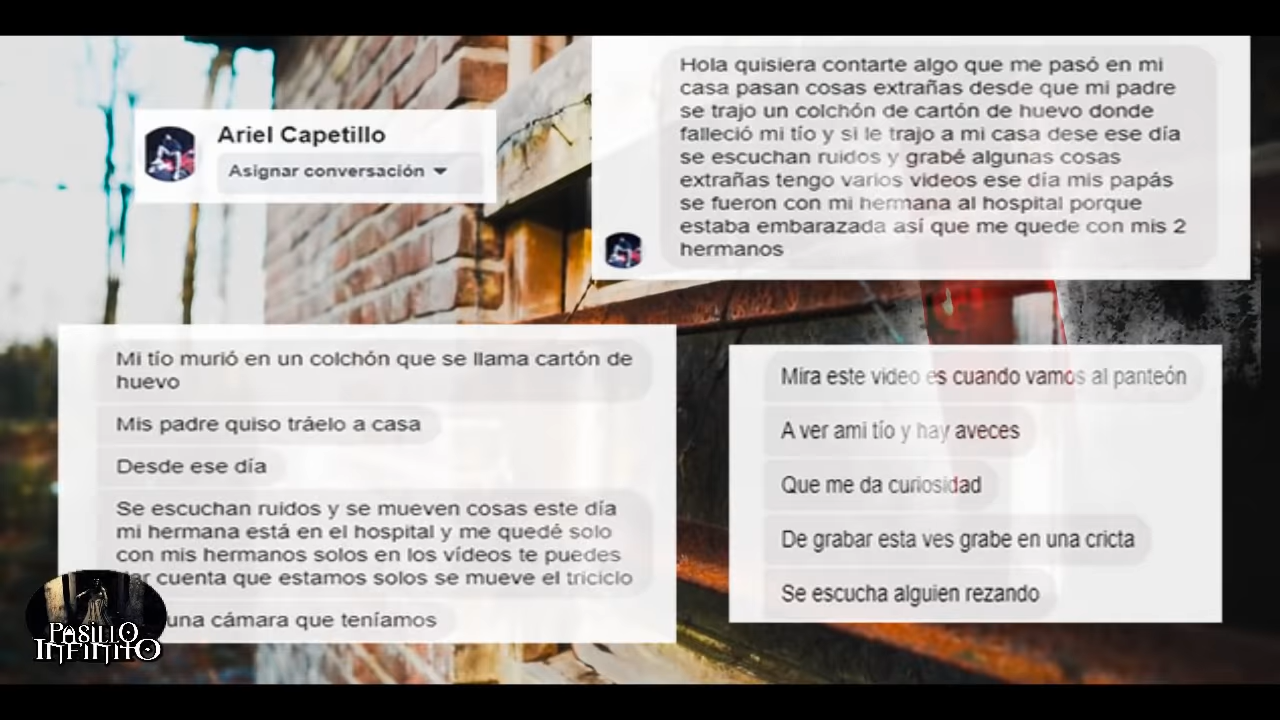 Ariel Capetillo
Asignar conversación
Hola quisiera contarte algo que me pasó en mi
casa pasan cosas extrañas desde que mi padre
se trajo un colchón de cartón de huevo donde
falleció mi tío y si le trajo a mi casa dese ese día
se escuchan ruidos y grabé algunas cosas
extrañas tengo varios videos ese día mis papás
se fueron con mi hermana al hospital porque
estaba embarazada así que me quede con mis 2
hermanos
Mi tío murió en un colchón que se llama cartón de
huevo
Mis padre quiso tráelo a casa
Desde ese día
Se escuchan ruidos y se mueven cosas este día
mi hermana está en el hospital y me quedé solo
con mis hermanos solos en los vídeos te puedes
cuenta que estamos solos se mueve el triciclo
una cámara que teníamos
Mira este video es cuando vamos al panteón
A ver ami tío y hay aveces
Que me da curiosidad
De grabar esta ves grabe en una cricta
Se escucha alguien rezando
PASILLO
INFINITO